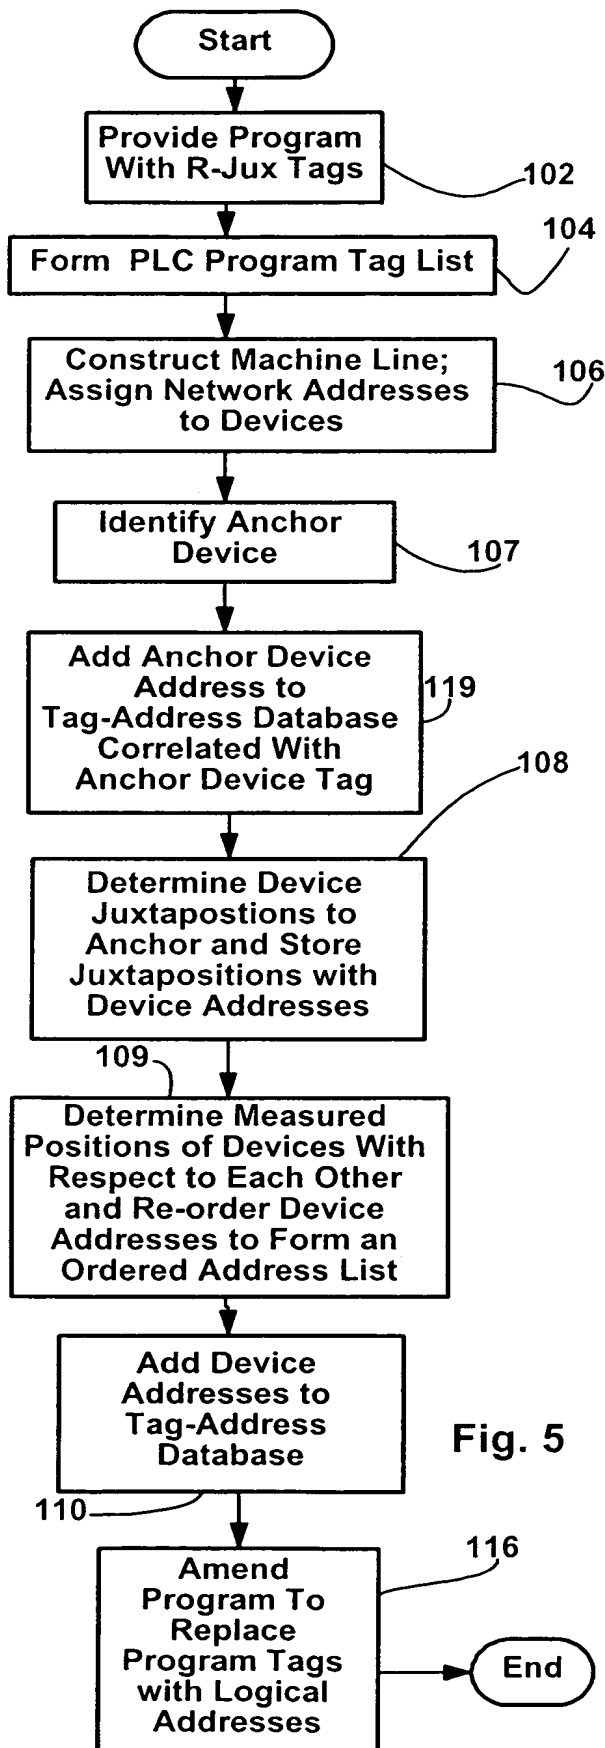 Start
Provide Program
With R-Jux Tags
102
Form PLC Program Tag List
104
Construct Machine Line;
Assign Network Addresses
to Devices
106
Identify Anchor
Device
107
Add Anchor Device
Address to
Tag-Address Database
Correlated With
Anchor Device Tag
119
108
Determine Device
Juxtapostions to
Anchor and Store
Juxtapositions with
Device Addresses
109
Determine Measured
Positions of Devices With
Respect to Each Other
and Re-order Device
Addresses to Form an
Ordered Address List
Add Device
Addresses to
Tag-Address
Database
Fig. 5
110
Amend
Program To
Replace
Program Tags
with Logical
Addresses
116
End